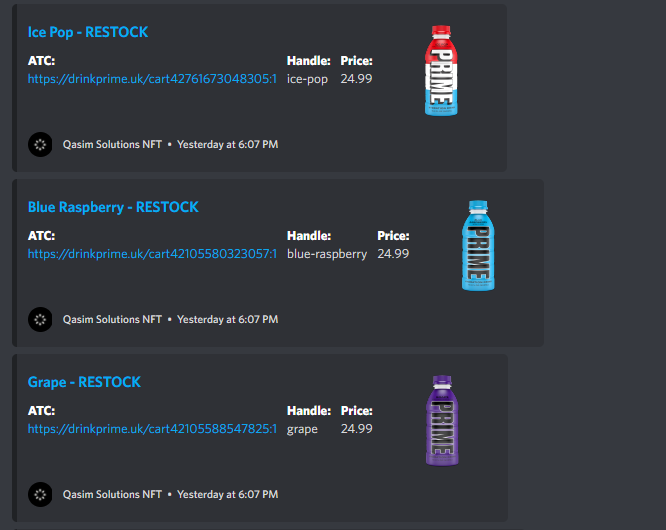 Ice Pop - RESTOCK
ATC: Handle: Price:
https://drinkprime.uk/cart42761673048305:1 ice-pop 24.99
PRIME
Qasim Solutions NFT • Yesterday at 6:07 PM
Blue Raspberry - RESTOCK
ATC: Handle: Price:
https://drinkprime.uk/cart42105580323057:1 blue-raspberry 24.99
PRIME
Qasim Solutions NFT • Yesterday at 6:07 PM
Grape - RESTOCK
ATC: Handle: Price:
https://drinkprime.uk/cart42105588547825:1 grape 24.99
PRIME
Qasim Solutions NFT • Yesterday at 6:07 PM